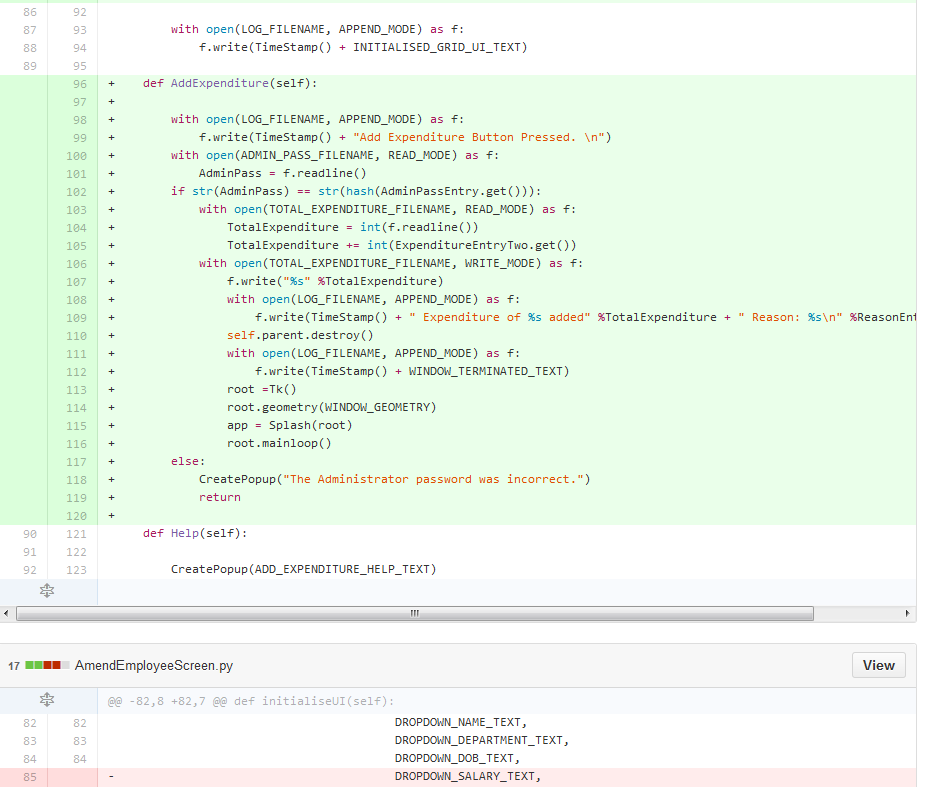 86 92
87 93 with open(LOG_FILENAME, APPEND_MODE) as f:
88 94 f.write(TimeStamp() + INITIALISED_GRID_UI_TEXT)
89 95
96 + def AddExpenditure(self):
97 +
98 + with open(LOG_FILENAME, APPEND_MODE) as f:
99 + f.write(TimeStamp() + "Add Expenditure Button Pressed. \n")
100 + with open(ADMIN_PASS_FILENAME, READ_MODE) as f:
101 + AdminPass = f.readline()
102 + if str(AdminPass) == str(hash(AdminPassEntry.get())):
103 + with open(TOTAL_EXPENDITURE_FILENAME, READ_MODE) as f:
104 + TotalExpenditure = int(f.readline())
105 + TotalExpenditure += int(ExpenditureEntryTwo.get())
106 + with open(TOTAL_EXPENDITURE_FILENAME, WRITE_MODE) as f:
107 + f.write("%s" %TotalExpenditure)
108 + with open(LOG_FILENAME, APPEND_MODE) as f:
109 + f.write(TimeStamp() + " Expenditure of %s added" %TotalExpenditure + " Reason: %s\n" %ReasonEnt
110 + self.parent.destroy()
111 + with open(LOG_FILENAME, APPEND_MODE) as f:
112 + f.write(TimeStamp() + WINDOW_TERMINATED_TEXT)
113 + root =Tk()
114 + root.geometry(WINDOW_GEOMETRY)
115 + app = Splash(root)
116 + root.mainloop()
117 + else:
118 + CreatePopup("The Administrator password was incorrect.")
119 + return
120 +
90 121 def Help(self):
91 122
92 123 CreatePopup(ADD_EXPENDITURE_HELP_TEXT)
17 AmendEmployeeScreen.py View
@@ -82,8 +82,7 @@ def initialiseUI(self):
82 82 DROPDOWN_NAME_TEXT,
83 83 DROPDOWN_DEPARTMENT_TEXT,
84 84 DROPDOWN_DOB_TEXT,
85 - DROPDOWN_SALARY_TEXT,